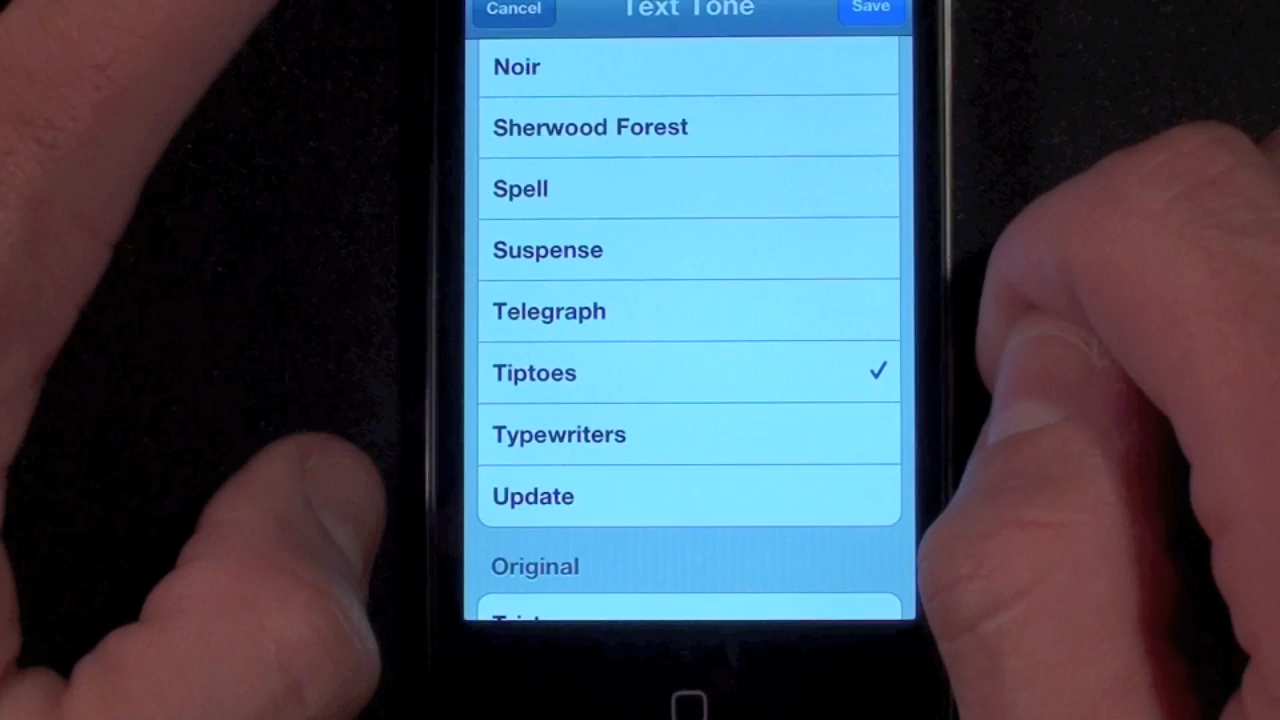 Cancel Text Tone Save
Noir
Sherwood Forest
Spell
Suspense
Telegraph
Tiptoes
Typewriters
Update
Original